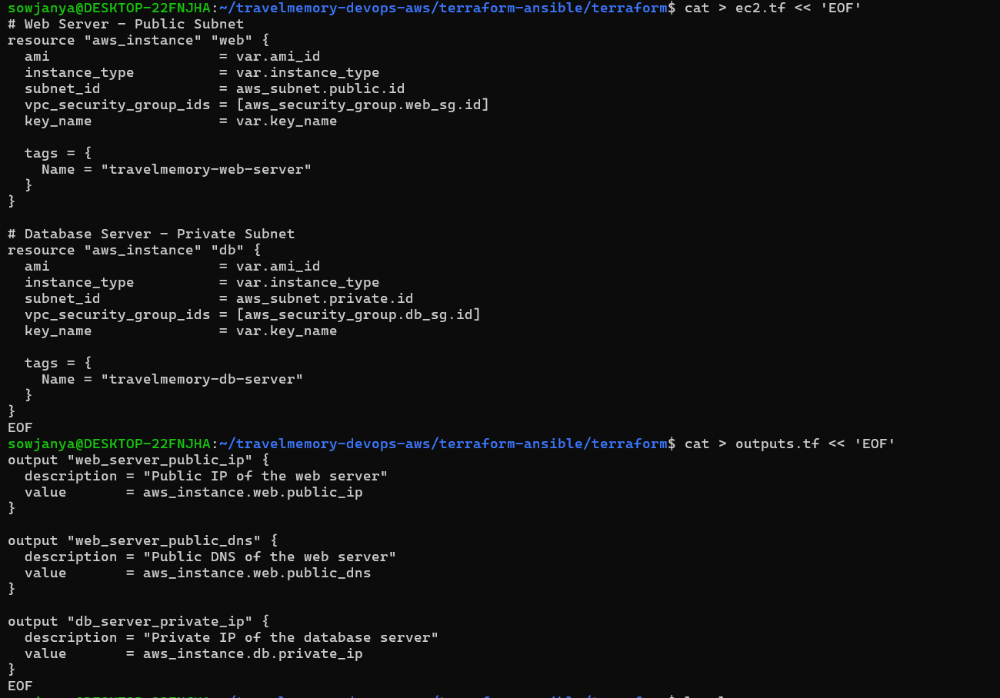 sowjanya@DESKTOP-22FNJHA:~/travelmemory-devops-aws/terraform-ansible/terraform$ cat > ec2.tf << 'EOF'
# Web Server - Public Subnet
resource "aws_instance" "web" {
  ami                    = var.ami_id
  instance_type          = var.instance_type
  subnet_id              = aws_subnet.public.id
  vpc_security_group_ids = [aws_security_group.web_sg.id]
  key_name               = var.key_name

  tags = {
    Name = "travelmemory-web-server"
  }
}

# Database Server - Private Subnet
resource "aws_instance" "db" {
  ami                    = var.ami_id
  instance_type          = var.instance_type
  subnet_id              = aws_subnet.private.id
  vpc_security_group_ids = [aws_security_group.db_sg.id]
  key_name               = var.key_name

  tags = {
    Name = "travelmemory-db-server"
  }
}
EOF
sowjanya@DESKTOP-22FNJHA:~/travelmemory-devops-aws/terraform-ansible/terraform$ cat > outputs.tf << 'EOF'
output "web_server_public_ip" {
  description = "Public IP of the web server"
  value       = aws_instance.web.public_ip
}

output "web_server_public_dns" {
  description = "Public DNS of the web server"
  value       = aws_instance.web.public_dns
}

output "db_server_private_ip" {
  description = "Private IP of the database server"
  value       = aws_instance.db.private_ip
}
EOF